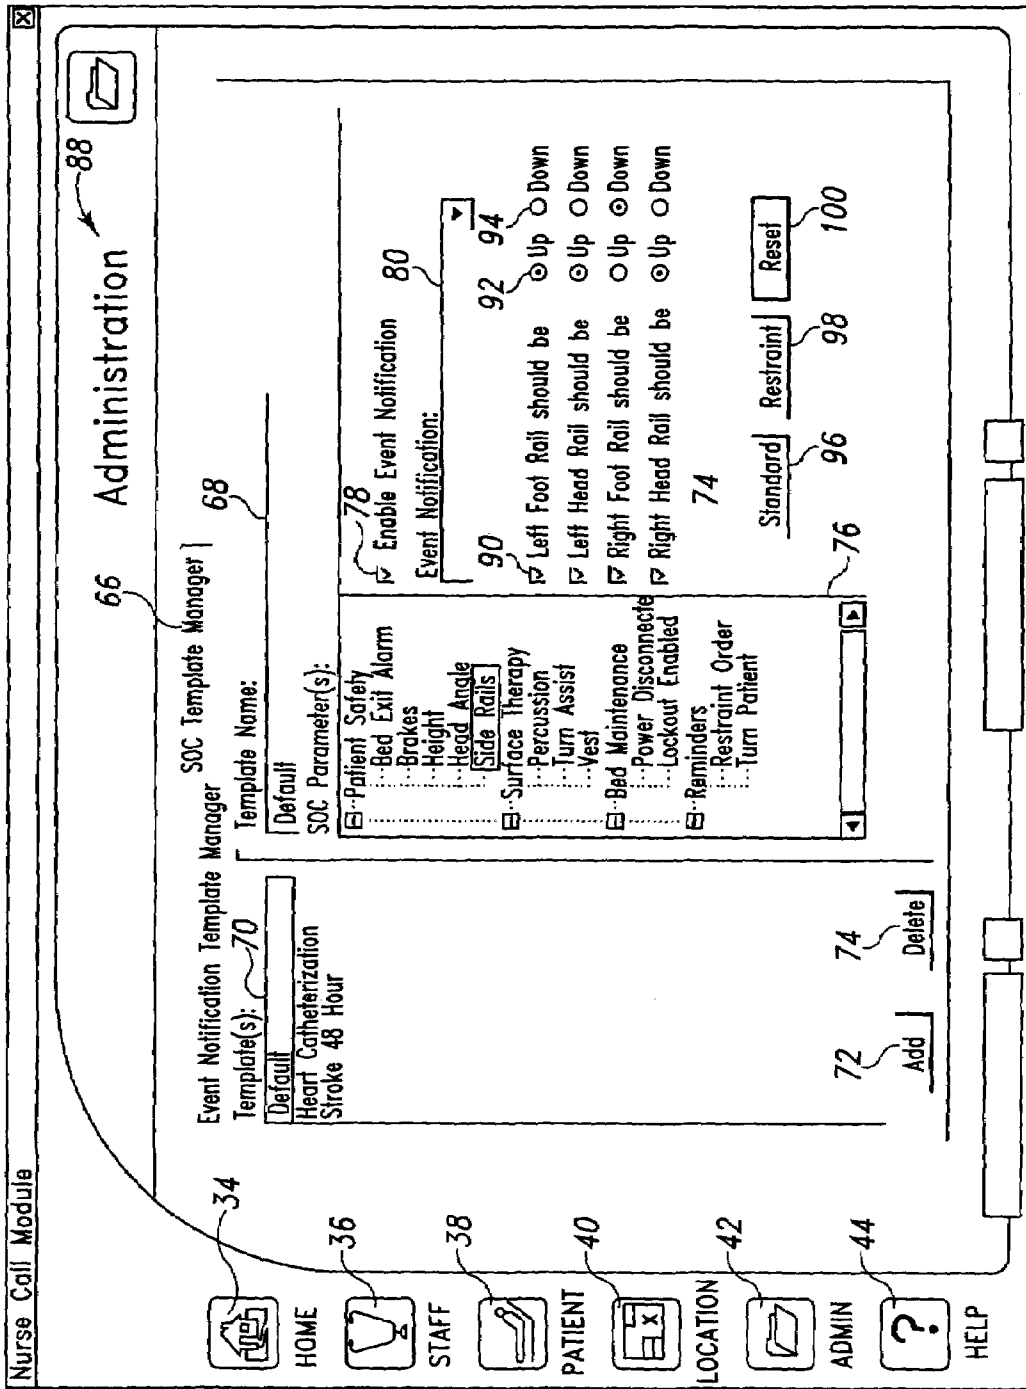 Nurse Call Module
Administration
88
34
HOME
36
STAFF
38
PATIENT
40
LOCATION
42
ADMIN
44
?
HELP
66
Event Notification Template Manager
SOC Template Manager
Template(s):
70
Default
Heart Catheterization
Stroke 48 Hour
72
Add
74
Delete
Template Name:
68
Default
SOC Parameter(s):
Patient Safety
Bed Exit Alarm
Brakes
Height
Head Angle
Side Rails
Surface Therapy
Percussion
Turn Assist
Vest
Bed Maintenance
Power Disconnecte
Lockout Enabled
Reminders
Restraint Order
Turn Patient
76
78
Enable Event Notification
Event Notification:
80
90
92
94
Left Foot Rail should be Up Down
Left Head Rail should be Up Down
Right Foot Rail should be Up Down
Right Head Rail should be Up Down
74
Standard
Restraint
Reset
96
98
100